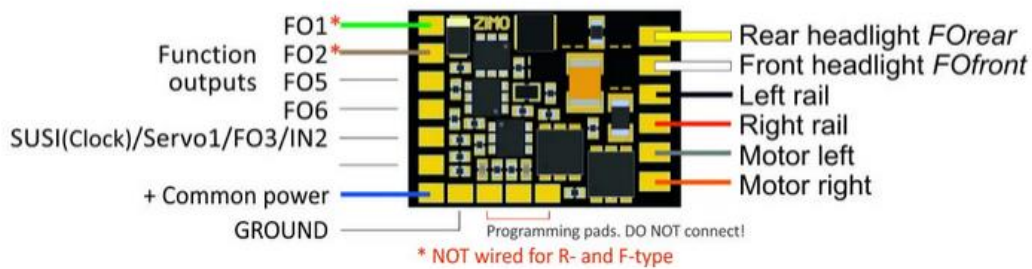 FO1*
FO2*
Function
outputs
FO5
FO6
SUSI(Clock)/Servo1/FO3/IN2
+ Common power
GROUND
ZIMO
Rear headlight FOrear
Front headlight FOfront
Left rail
Right rail
Motor left
Motor right
Programming pads. DO NOT connect!
* NOT wired for R- and F-type